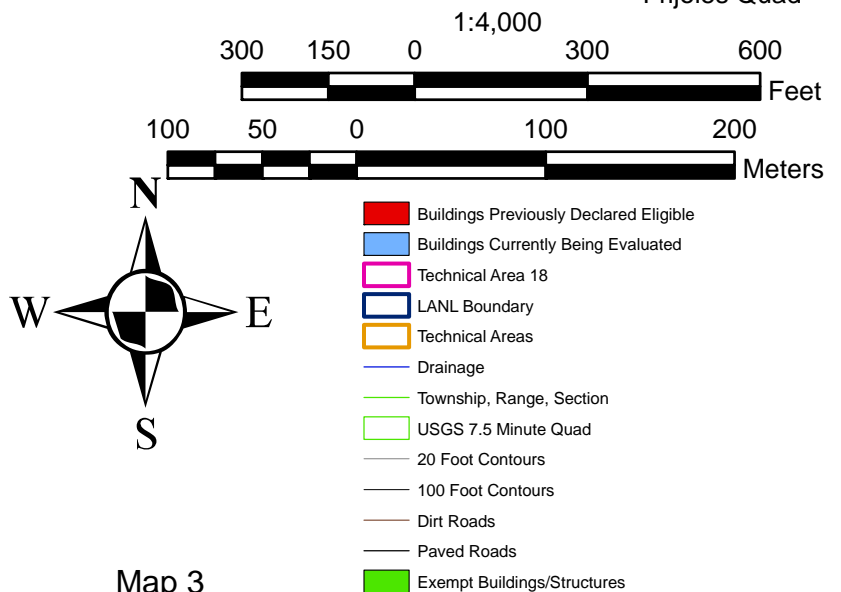 Frijoles Quad
1:4,000
300 150 0 300 600
Feet
100 50 0 100 200
Meters
N
W E
S
Buildings Previously Declared Eligible
Buildings Currently Being Evaluated
Technical Area 18
LANL Boundary
Technical Areas
Drainage
Township, Range, Section
USGS 7.5 Minute Quad
20 Foot Contours
100 Foot Contours
Dirt Roads
Paved Roads
Exempt Buildings/Structures
Map 3